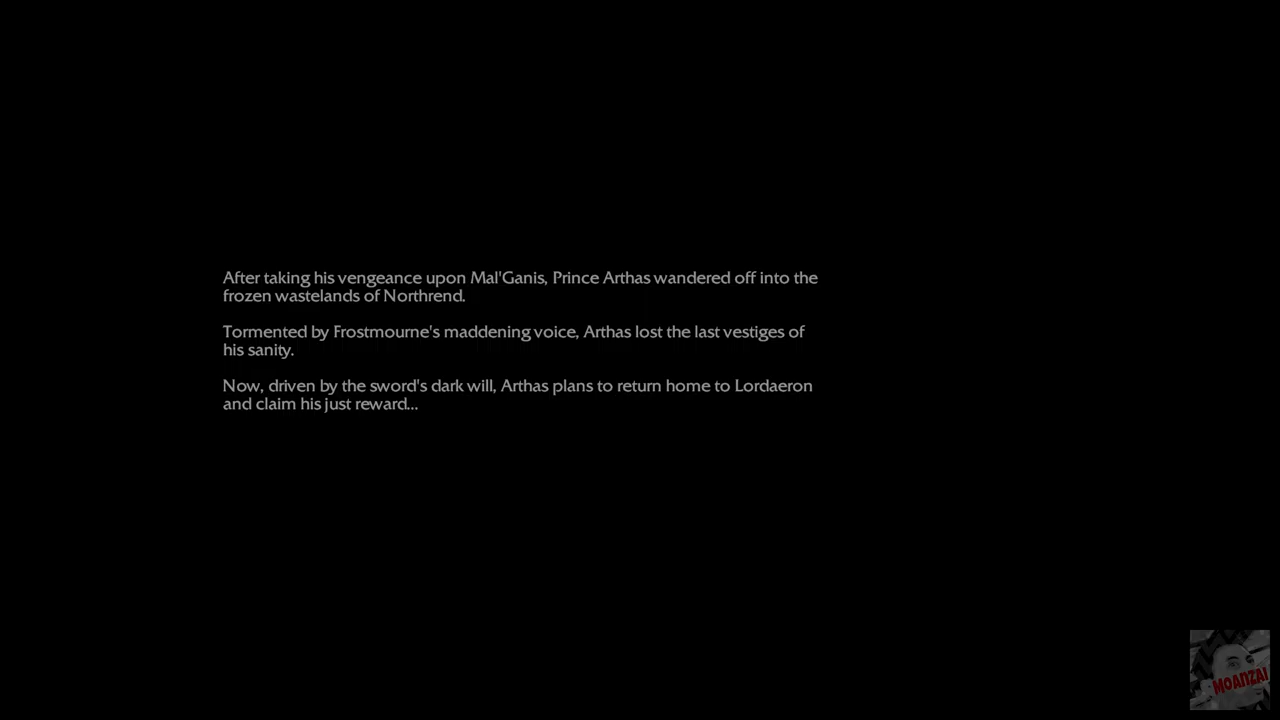 After taking his vengeance upon Mal'Ganis, Prince Arthas wandered off into the
frozen wastelands of Northrend.
Tormented by Frostmourne's maddening voice, Arthas lost the last vestiges of
his sanity.
Now, driven by the sword's dark will, Arthas plans to return home to Lordaeron
and claim his just reward...
MOANZAI